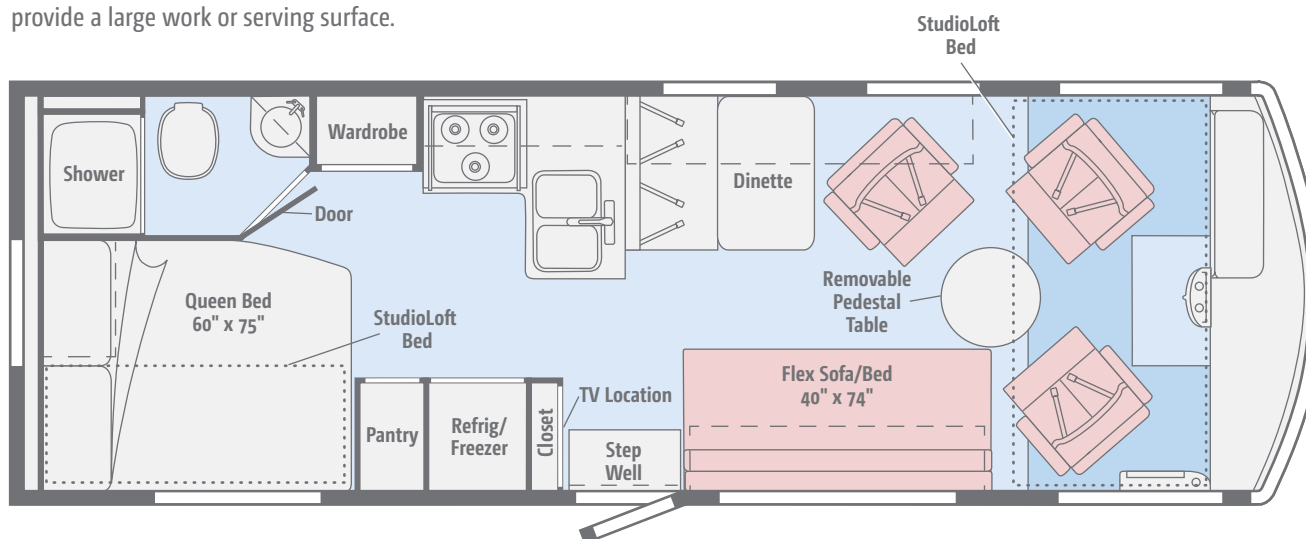 provide a large work or serving surface.
StudioLoft
Bed
Wardrobe
Shower
Dinette
Door
Removable
Pedestal
Table
Queen Bed
60" x 75"
StudioLoft
Bed
Flex Sofa/Bed
40" x 74"
TV Location
Pantry
Refrig/
Freezer
Closet
Step
Well